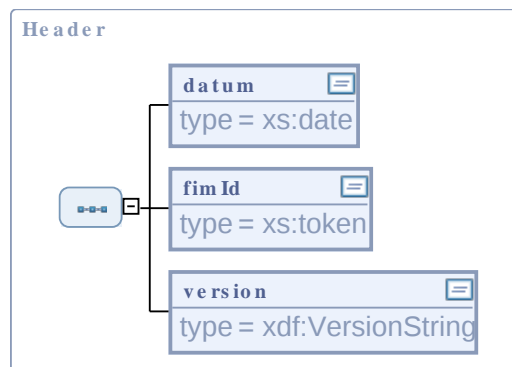 Header
datum
type = xs:date
fimId
type = xs:token
version
type = xdf:VersionString